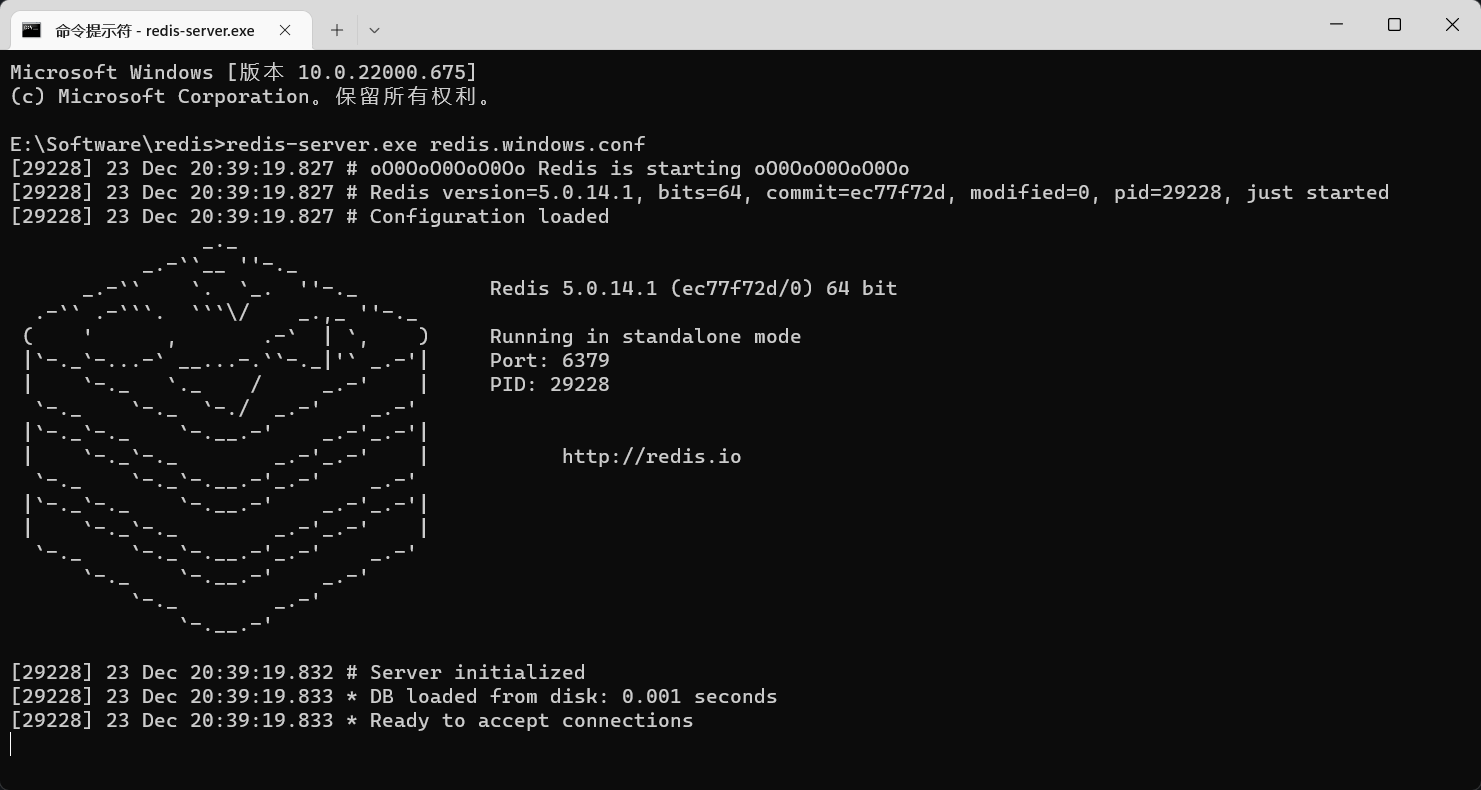 命令提示符 - redis-server.exe
Microsoft Windows [版本 10.0.22000.675]
(c) Microsoft Corporation。保留所有权利。
E:\Software\redis>redis-server.exe redis.windows.conf
[29228] 23 Dec 20:39:19.827 # oO0OoO0OoO0Oo Redis is starting oO0OoO0OoO0Oo
[29228] 23 Dec 20:39:19.827 # Redis version=5.0.14.1, bits=64, commit=ec77f72d, modified=0, pid=29228, just started
[29228] 23 Dec 20:39:19.827 # Configuration loaded
Redis 5.0.14.1 (ec77f72d/0) 64 bit
Running in standalone mode
Port: 6379
PID: 29228
http://redis.io
[29228] 23 Dec 20:39:19.832 # Server initialized
[29228] 23 Dec 20:39:19.833 * DB loaded from disk: 0.001 seconds
[29228] 23 Dec 20:39:19.833 * Ready to accept connections